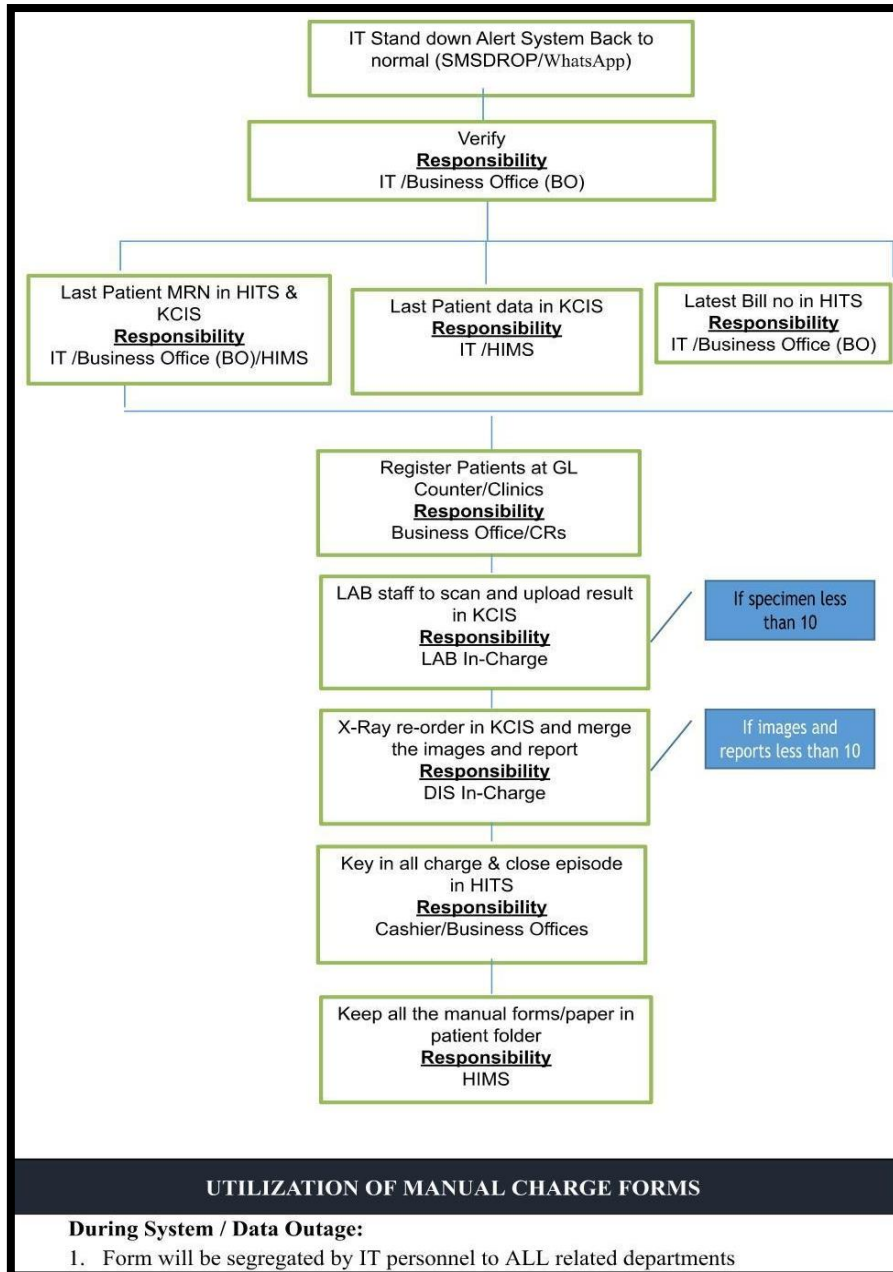 IT Stand down Alert System Back to
normal (SMSDROP/WhatsApp)
Verify
Responsibility
IT /Business Office (BO)
Last Patient MRN in HITS &
KCIS
Responsibility
IT /Business Office (BO)/HIMS
Last Patient data in KCIS
Responsibility
IT /HIMS
Latest Bill no in HITS
Responsibility
IT /Business Office (BO)
Register Patients at GL
Counter/Clinics
Responsibility
Business Office/CRs
LAB staff to scan and upload result
in KCIS
Responsibility
LAB In-Charge
If specimen less
than 10
X-Ray re-order in KCIS and merge
the images and report
Responsibility
DIS In-Charge
If images and
reports less than 10
Key in all charge & close episode
in HITS
Responsibility
Cashier/Business Offices
Keep all the manual forms/paper in
patient folder
Responsibility
HIMS
UTILIZATION OF MANUAL CHARGE FORMS
During System / Data Outage:
1. Form will be segregated by IT personnel to ALL related departments